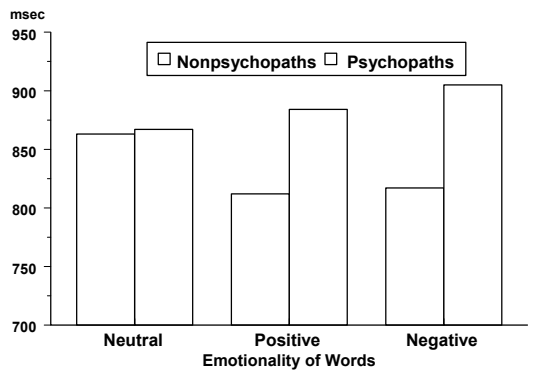 msec
950
Nonpsychopaths Psychopaths
900
850
800
750
700
Neutral Positive Negative
Emotionality of Words